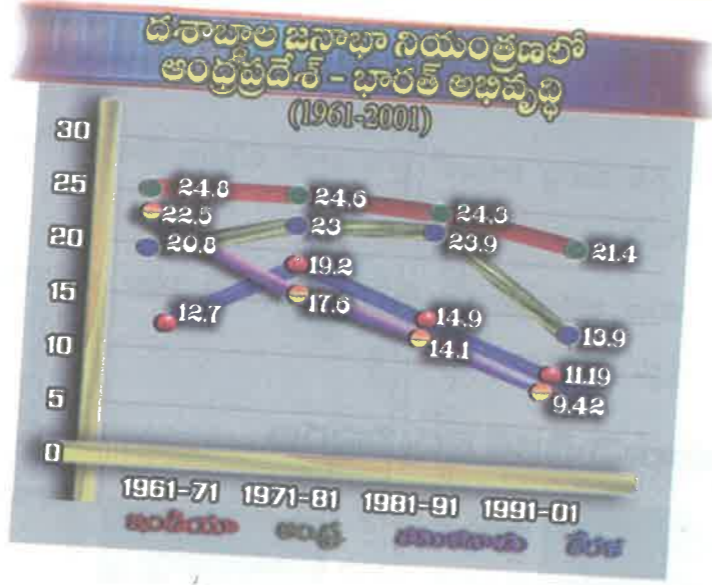 దశాబ్దాల జనాభా నియంత్రణలో
ఆంధ్రప్రదేశ్ - భారత్ అభివృద్ధి
(1961-2001)
30
25
20
15
10
5
0
24.8 24.6 24.3 21.4
22.5 17.6 14.1 9.42
20.8 23 23.9 13.9
12.7 19.2 14.9 11.19
1961-71 1971-81 1981-91 1991-01
ఇండియా ఆంధ్ర తమిళనాడు కేరళ